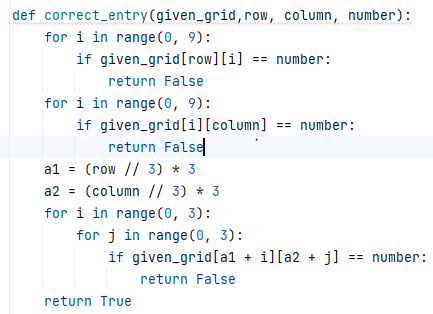 def correct_entry(given_grid,row, column, number):
    for i in range(0, 9):
        if given_grid[row][i] == number:
            return False
    for i in range(0, 9):
        if given_grid[i][column] == number:
            return False
    a1 = (row // 3) * 3
    a2 = (column // 3) * 3
    for i in range(0, 3):
        for j in range(0, 3):
            if given_grid[a1 + i][a2 + j] == number:
                return False
    return True